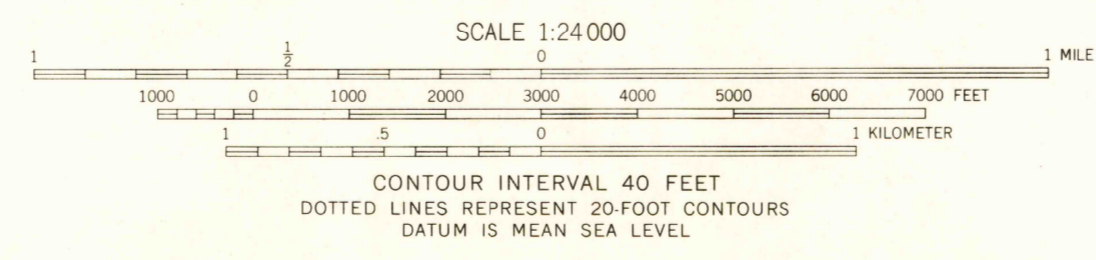 SCALE 1:24 000
1 ½ 0 1 MILE
1000 0 1000 2000 3000 4000 5000 6000 7000 FEET
1 .5 0 1 KILOMETER
CONTOUR INTERVAL 40 FEET
DOTTED LINES REPRESENT 20-FOOT CONTOURS
DATUM IS MEAN SEA LEVEL